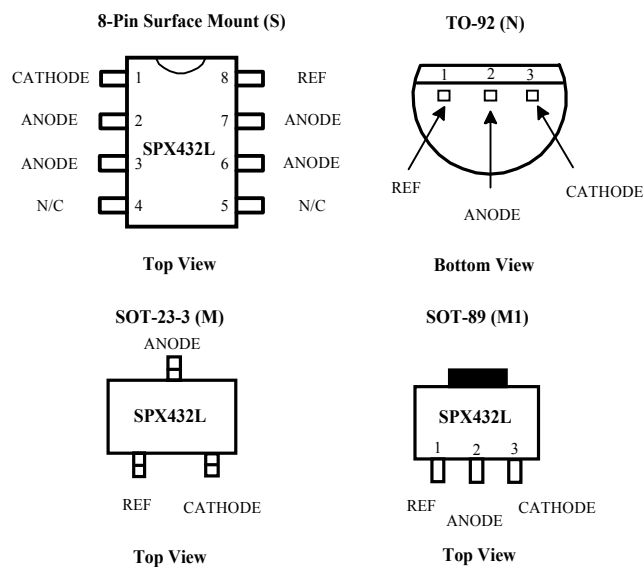 8-Pin Surface Mount (S)
CATHODE 1 8 REF
ANODE 2 7 ANODE
SPX432L
ANODE 3 6 ANODE
N/C 4 5 N/C
Top View
TO-92 (N)
1 2 3
REF
CATHODE
ANODE
Bottom View
SOT-23-3 (M)
ANODE
SPX432L
REF CATHODE
Top View
SOT-89 (M1)
SPX432L
1 2 3
REF CATHODE
ANODE
Top View